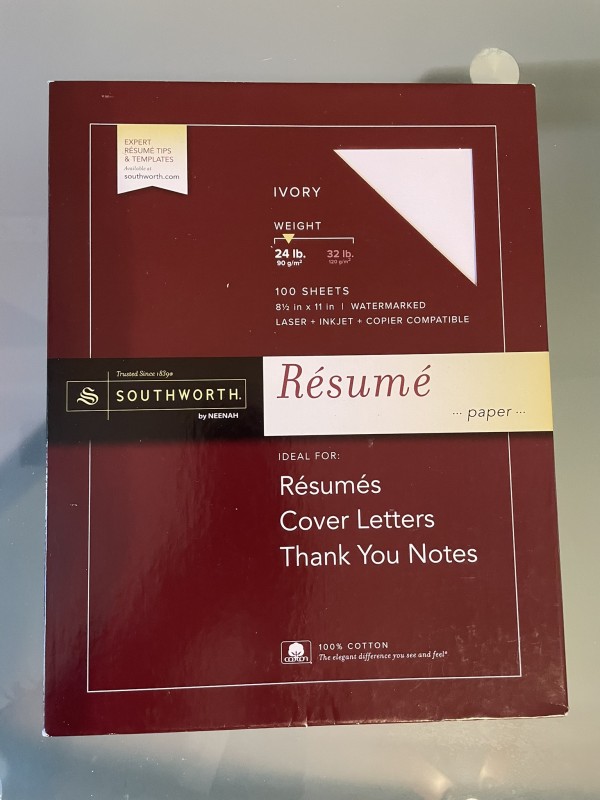 EXPERT
RÉSUMÉ TIPS
& TEMPLATES
Available at
southworth.com
IVORY
WEIGHT
24 lb. 32 lb.
90 g/m² 120 g/m²
100 SHEETS
8½ in x 11 in | WATERMARKED
LASER + INKJET + COPIER COMPATIBLE
Trusted Since 1839®
S SOUTHWORTH.
by NEENAH
Résumé
... paper ...
IDEAL FOR:
Résumés
Cover Letters
Thank You Notes
COTTON
100% COTTON
The elegant difference you see and feel®